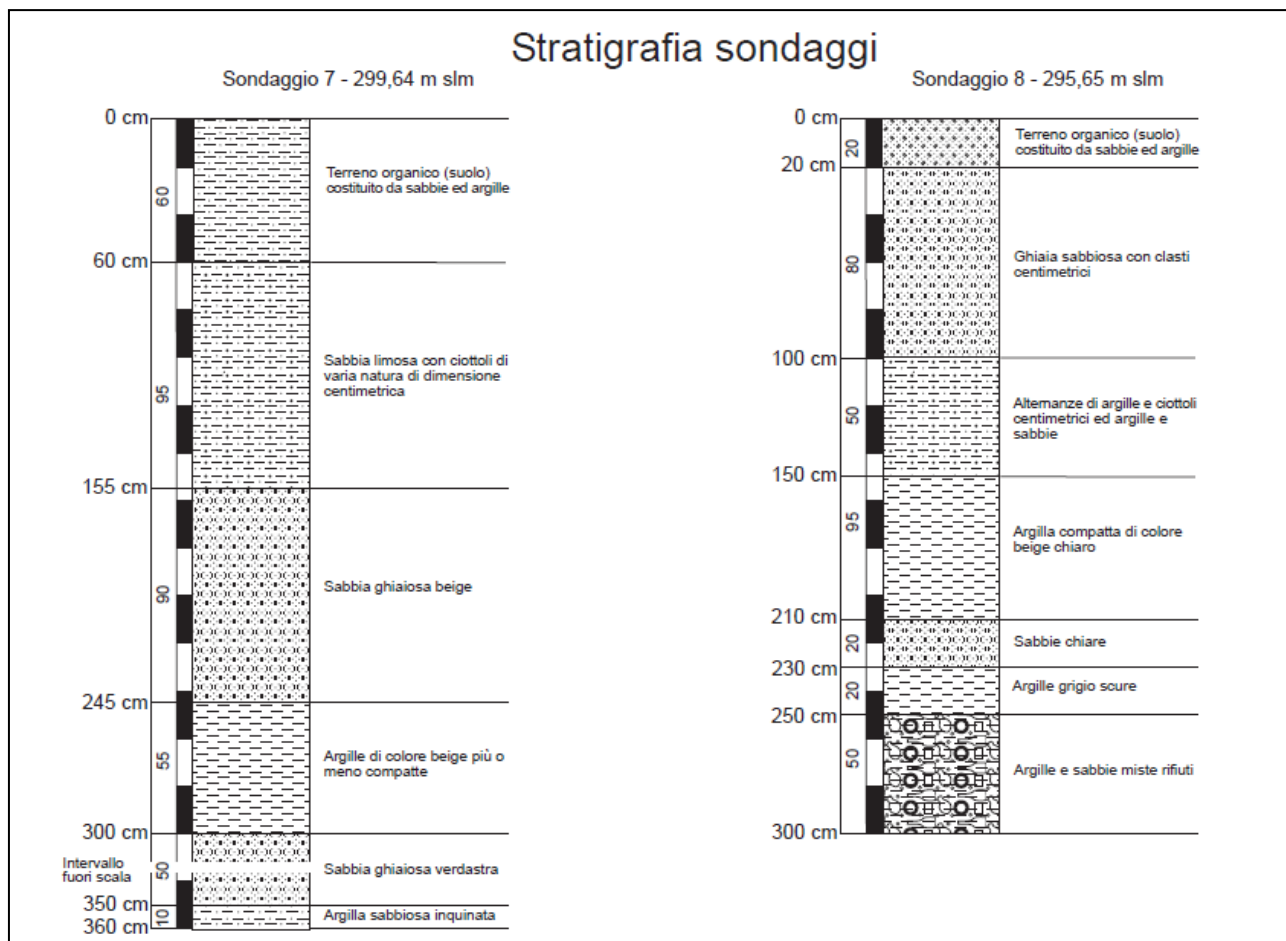 Stratigrafia sondaggi
Sondaggio 7 - 299,64 m slm
0 cm
60
Terreno organico (suolo)
costituito da sabbie ed argille
60 cm
95
Sabbia limosa con ciottoli di
varia natura di dimensione
centimetrica
155 cm
90
Sabbia ghiaiosa beige
245 cm
55
Argille di colore beige più o
meno compatte
300 cm
Intervallo
fuori scala
50
Sabbia ghiaiosa verdastra
350 cm
10
Argilla sabbiosa inquinata
360 cm
Sondaggio 8 - 295,65 m slm
0 cm
20
Terreno organico (suolo)
costituito da sabbie ed argille
20 cm
80
Ghiaia sabbiosa con clasti
centimetrici
100 cm
50
Alternanze di argille e ciottoli
centimetrici ed argille e
sabbie
150 cm
95
Argilla compatta di colore
beige chiaro
210 cm
20
Sabbie chiare
230 cm
20
Argille grigio scure
250 cm
50
Argille e sabbie miste rifiuti
300 cm